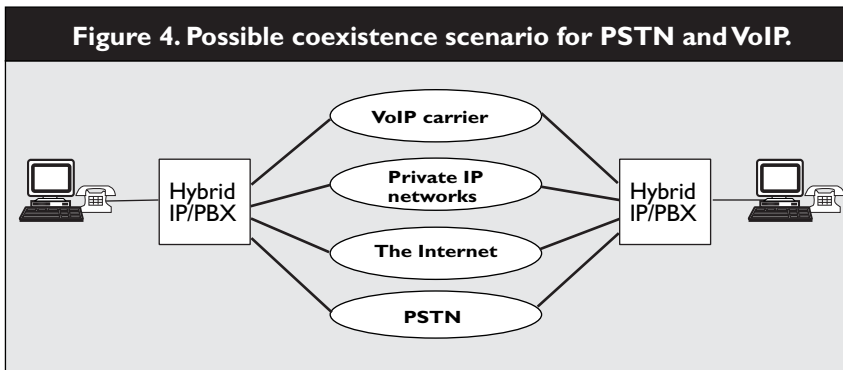 Figure 4. Possible coexistence scenario for PSTN and VoIP.
VoIP carrier
Hybrid
IP/PBX
Private IP
networks
The Internet
PSTN
Hybrid
IP/PBX